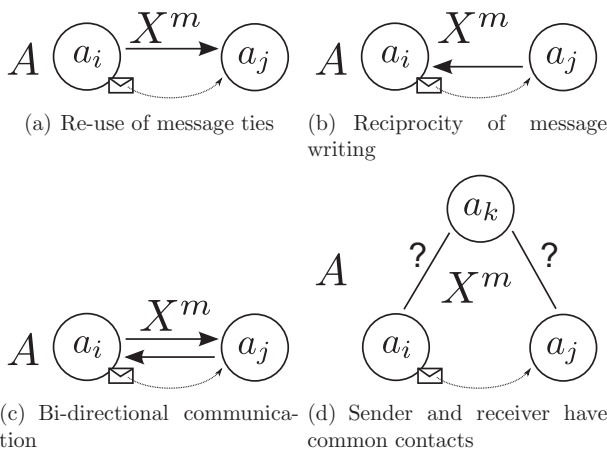 A a_i X^m a_j
(a) Re-use of message ties
A a_i X^m a_j
(b) Reciprocity of message
writing
A a_i X^m a_j
(c) Bi-directional communica-
tion
a_k
? ?
A X^m
a_i a_j
(d) Sender and receiver have
common contacts